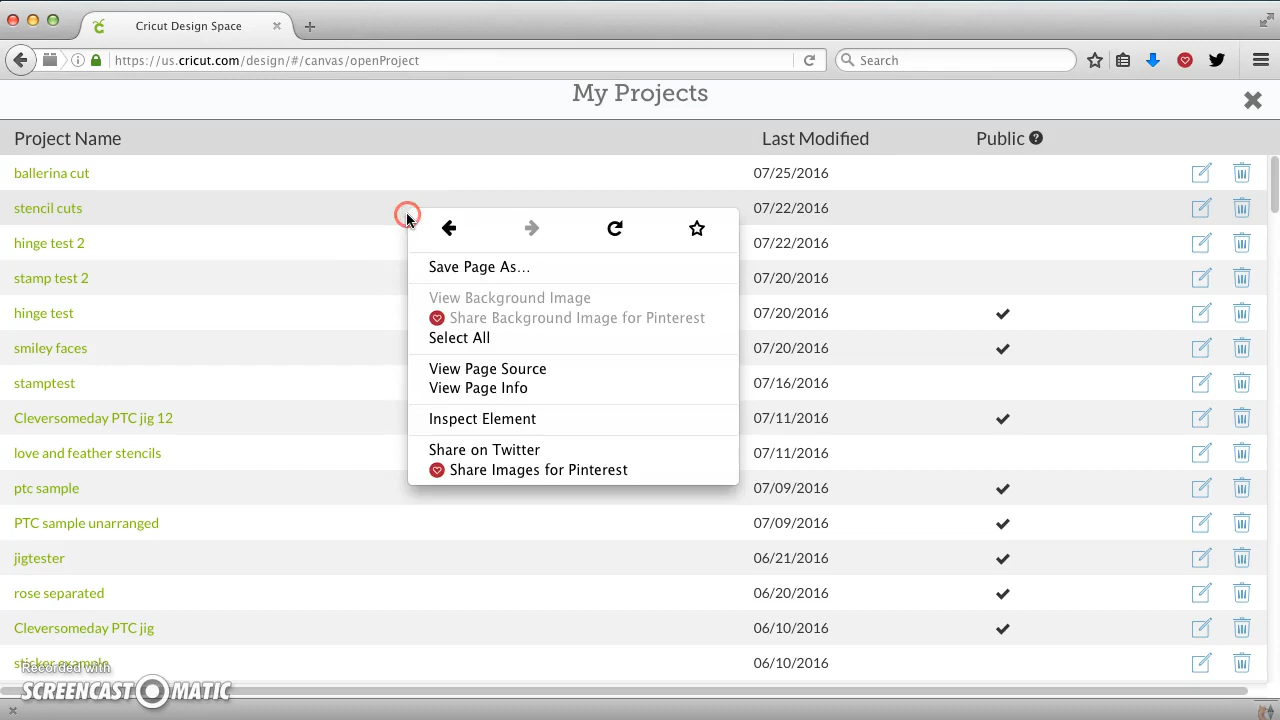 Cricut Design Space
https://us.cricut.com/design/#/canvas/openProject
Search
My Projects
Project Name Last Modified Public ?
ballerina cut 07/25/2016
stencil cuts 07/22/2016
hinge test 2 07/22/2016
stamp test 2 07/20/2016
hinge test 07/20/2016
smiley faces 07/20/2016
stamptest 07/16/2016
Cleversomeday PTC jig 12 07/11/2016
love and feather stencils 07/11/2016
ptc sample 07/09/2016
PTC sample unarranged 07/09/2016
jigtester 06/21/2016
rose separated 06/20/2016
Cleversomeday PTC jig 06/10/2016
sticker example 06/10/2016
Save Page As...
View Background Image
Share Background Image for Pinterest
Select All
View Page Source
View Page Info
Inspect Element
Share on Twitter
Share Images for Pinterest
Recorded with
SCREENCAST-O-MATIC